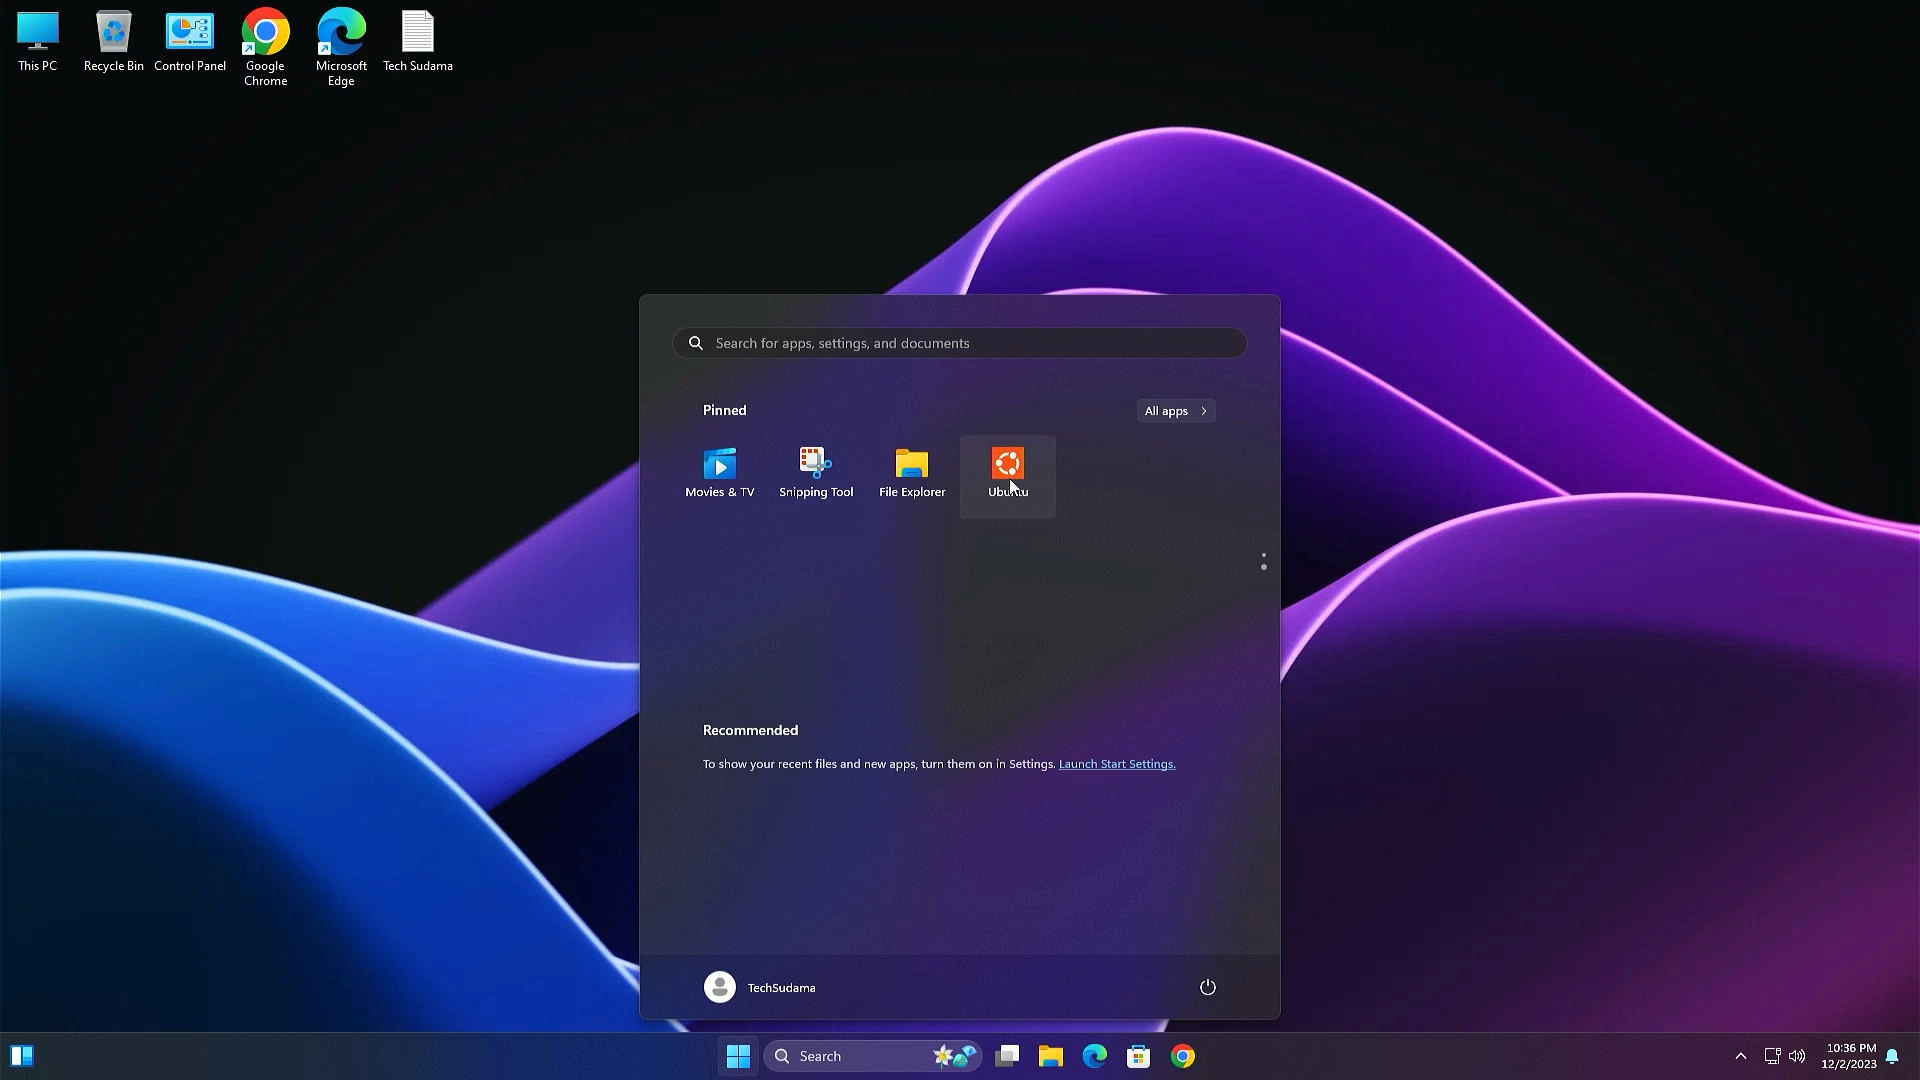 This PC
Recycle Bin
Control Panel
Google
Chrome
Microsoft
Edge
Tech Sudama
Search for apps, settings, and documents
Pinned
All apps
Movies & TV
Snipping Tool
File Explorer
Ubuntu
Recommended
To show your recent files and new apps, turn them on in Settings. Launch Start Settings.
TechSudama
Search
10:36 PM
12/2/2023